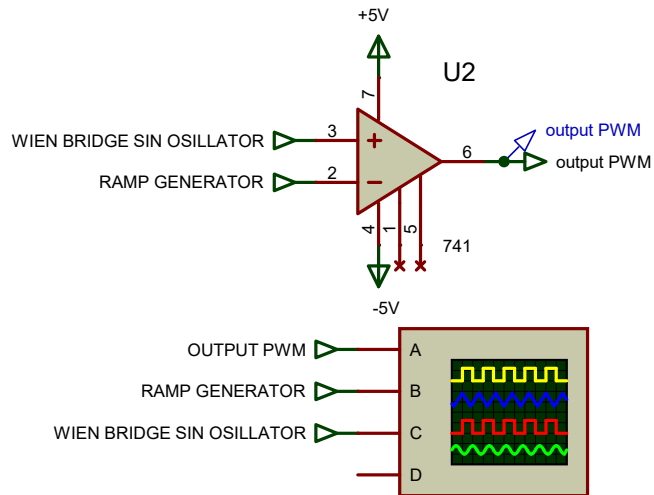 +5V
U2
7
WIEN BRIDGE SIN OSILLATOR
3
output PWM
6
output PWM
RAMP GENERATOR
2
4
1
5
741
-5V
OUTPUT PWM
A
RAMP GENERATOR
B
WIEN BRIDGE SIN OSILLATOR
C
D